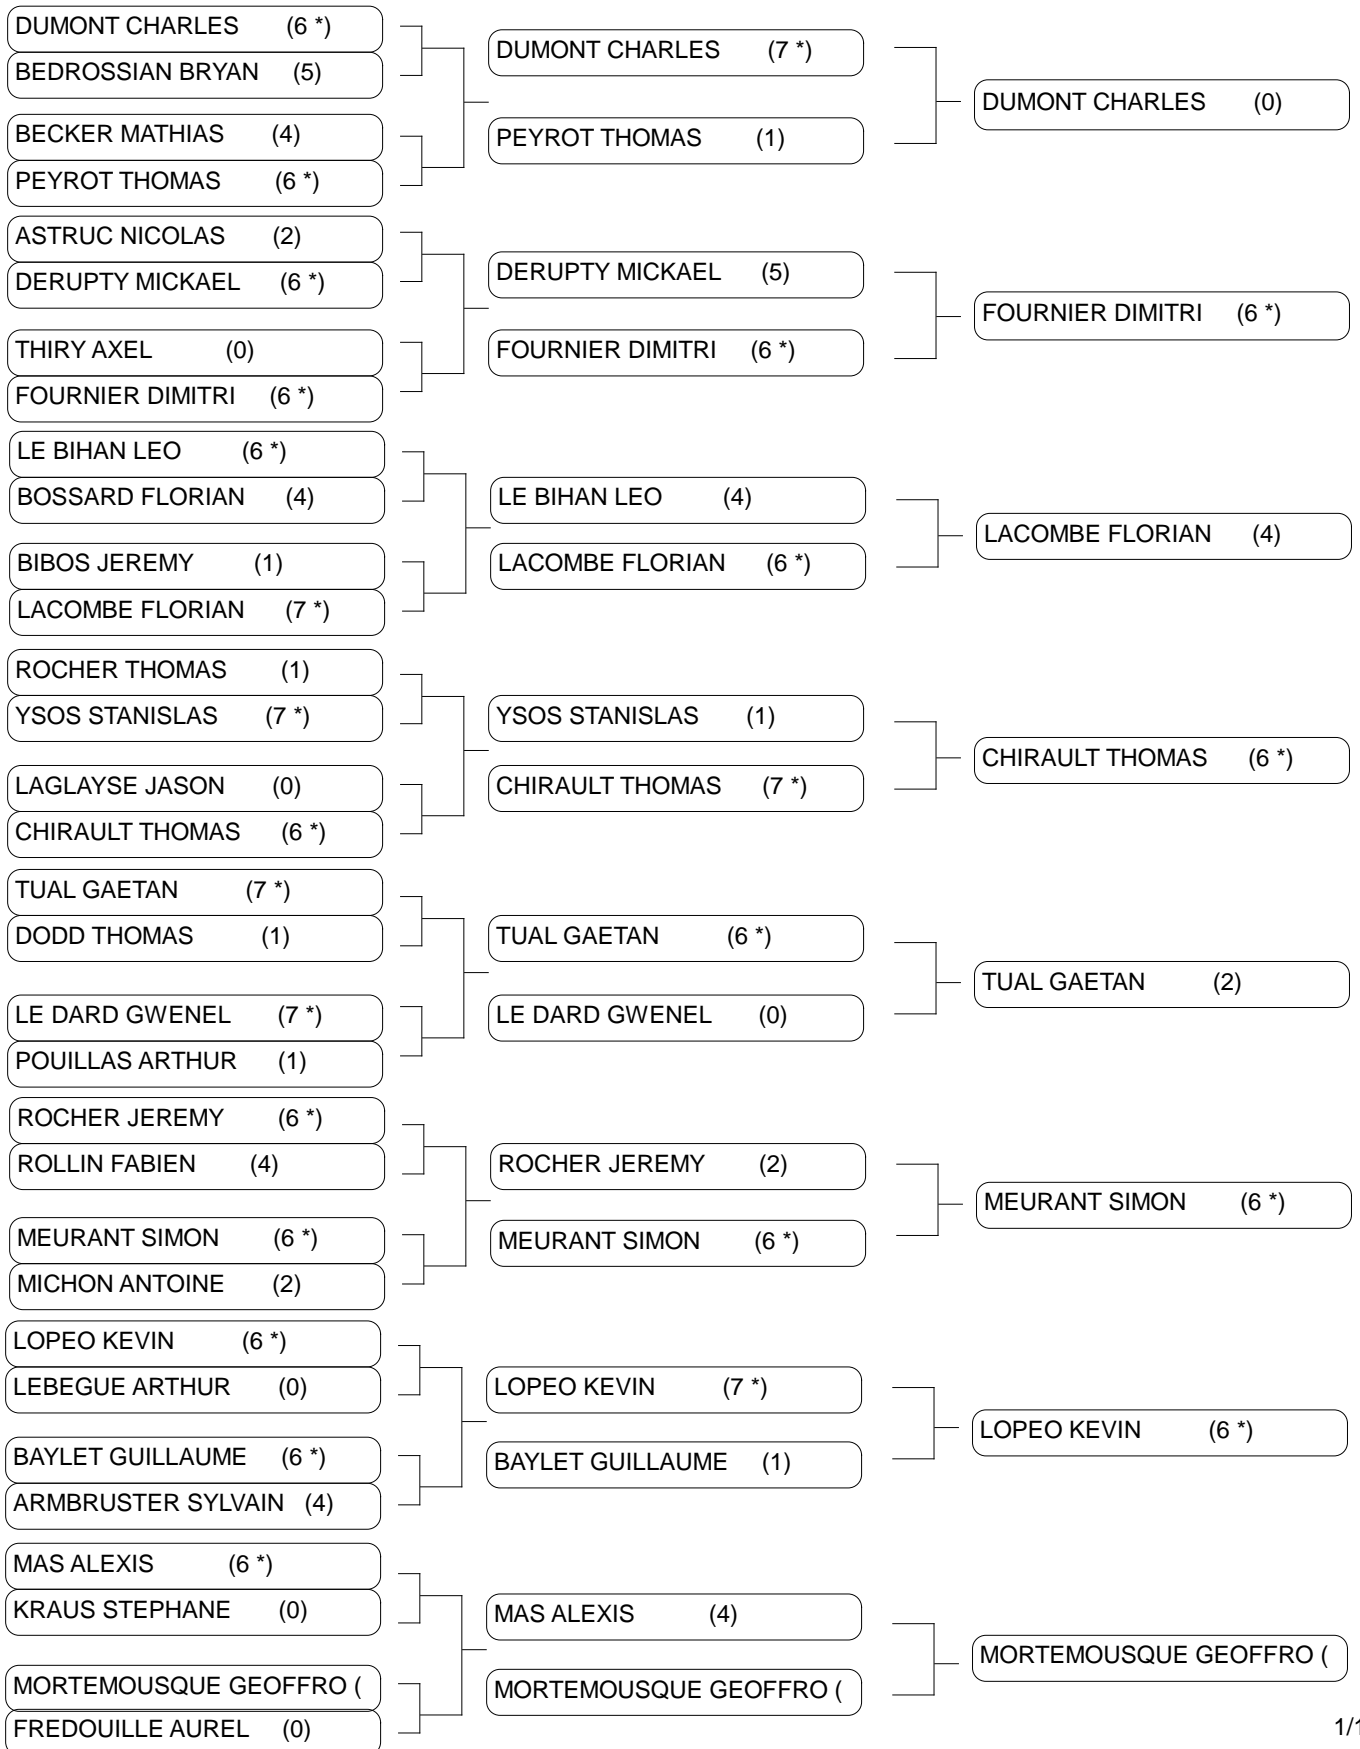 DUMONT CHARLES (6 *)
BEDROSSIAN BRYAN (5)
BECKER MATHIAS (4)
PEYROT THOMAS (6 *)
ASTRUC NICOLAS (2)
DERUPTY MICKAEL (6 *)
THIRY AXEL (0)
FOURNIER DIMITRI (6 *)
LE BIHAN LEO (6 *)
BOSSARD FLORIAN (4)
BIBOS JEREMY (1)
LACOMBE FLORIAN (7 *)
ROCHER THOMAS (1)
YSOS STANISLAS (7 *)
LAGLAYSE JASON (0)
CHIRAULT THOMAS (6 *)
TUAL GAETAN (7 *)
DODD THOMAS (1)
LE DARD GWENEL (7 *)
POUILLAS ARTHUR (1)
ROCHER JEREMY (6 *)
ROLLIN FABIEN (4)
MEURANT SIMON (6 *)
MICHON ANTOINE (2)
LOPEO KEVIN (6 *)
LEBEGUE ARTHUR (0)
BAYLET GUILLAUME (6 *)
ARMBRUSTER SYLVAIN (4)
MAS ALEXIS (6 *)
KRAUS STEPHANE (0)
MORTEMOUSQUE GEOFFRO (
FREDOUILLE AUREL (0)
DUMONT CHARLES (7 *)
PEYROT THOMAS (1)
DERUPTY MICKAEL (5)
FOURNIER DIMITRI (6 *)
LE BIHAN LEO (4)
LACOMBE FLORIAN (6 *)
YSOS STANISLAS (1)
CHIRAULT THOMAS (7 *)
TUAL GAETAN (6 *)
LE DARD GWENEL (0)
ROCHER JEREMY (2)
MEURANT SIMON (6 *)
LOPEO KEVIN (7 *)
BAYLET GUILLAUME (1)
MAS ALEXIS (4)
MORTEMOUSQUE GEOFFRO (
DUMONT CHARLES (0)
FOURNIER DIMITRI (6 *)
LACOMBE FLORIAN (4)
CHIRAULT THOMAS (6 *)
TUAL GAETAN (2)
MEURANT SIMON (6 *)
LOPEO KEVIN (6 *)
MORTEMOUSQUE GEOFFRO (
1/1